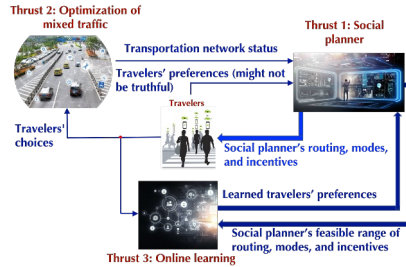 Thrust 2: Optimization of
mixed traffic
Thrust 1: Social
planner
Transportation network status
Travelers' preferences (might not
be truthful)
Travelers
Travelers'
choices
Social planner's routing, modes,
and incentives
Learned travelers' preferences
Social planner's feasible range of
routing, modes, and incentives
Thrust 3: Online learning